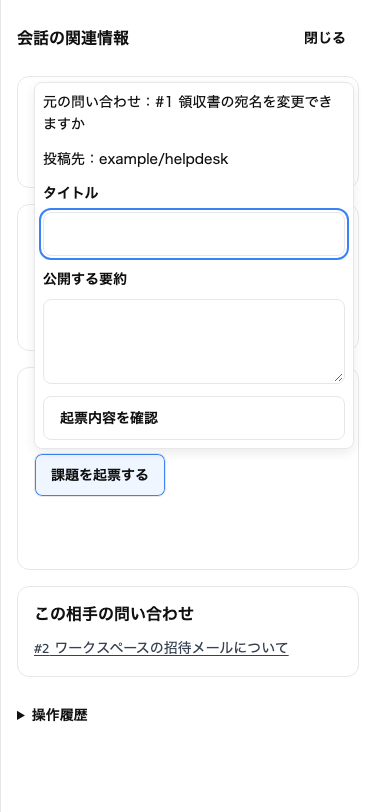 会話の関連情報
閉じる
元の問い合わせ：#1 領収書の宛名を変更でき
ますか
投稿先：example/helpdesk
タイトル
公開する要約
起票内容を確認
課題を起票する
この相手の問い合わせ
#2 ワークスペースの招待メールについて
▶ 操作履歴